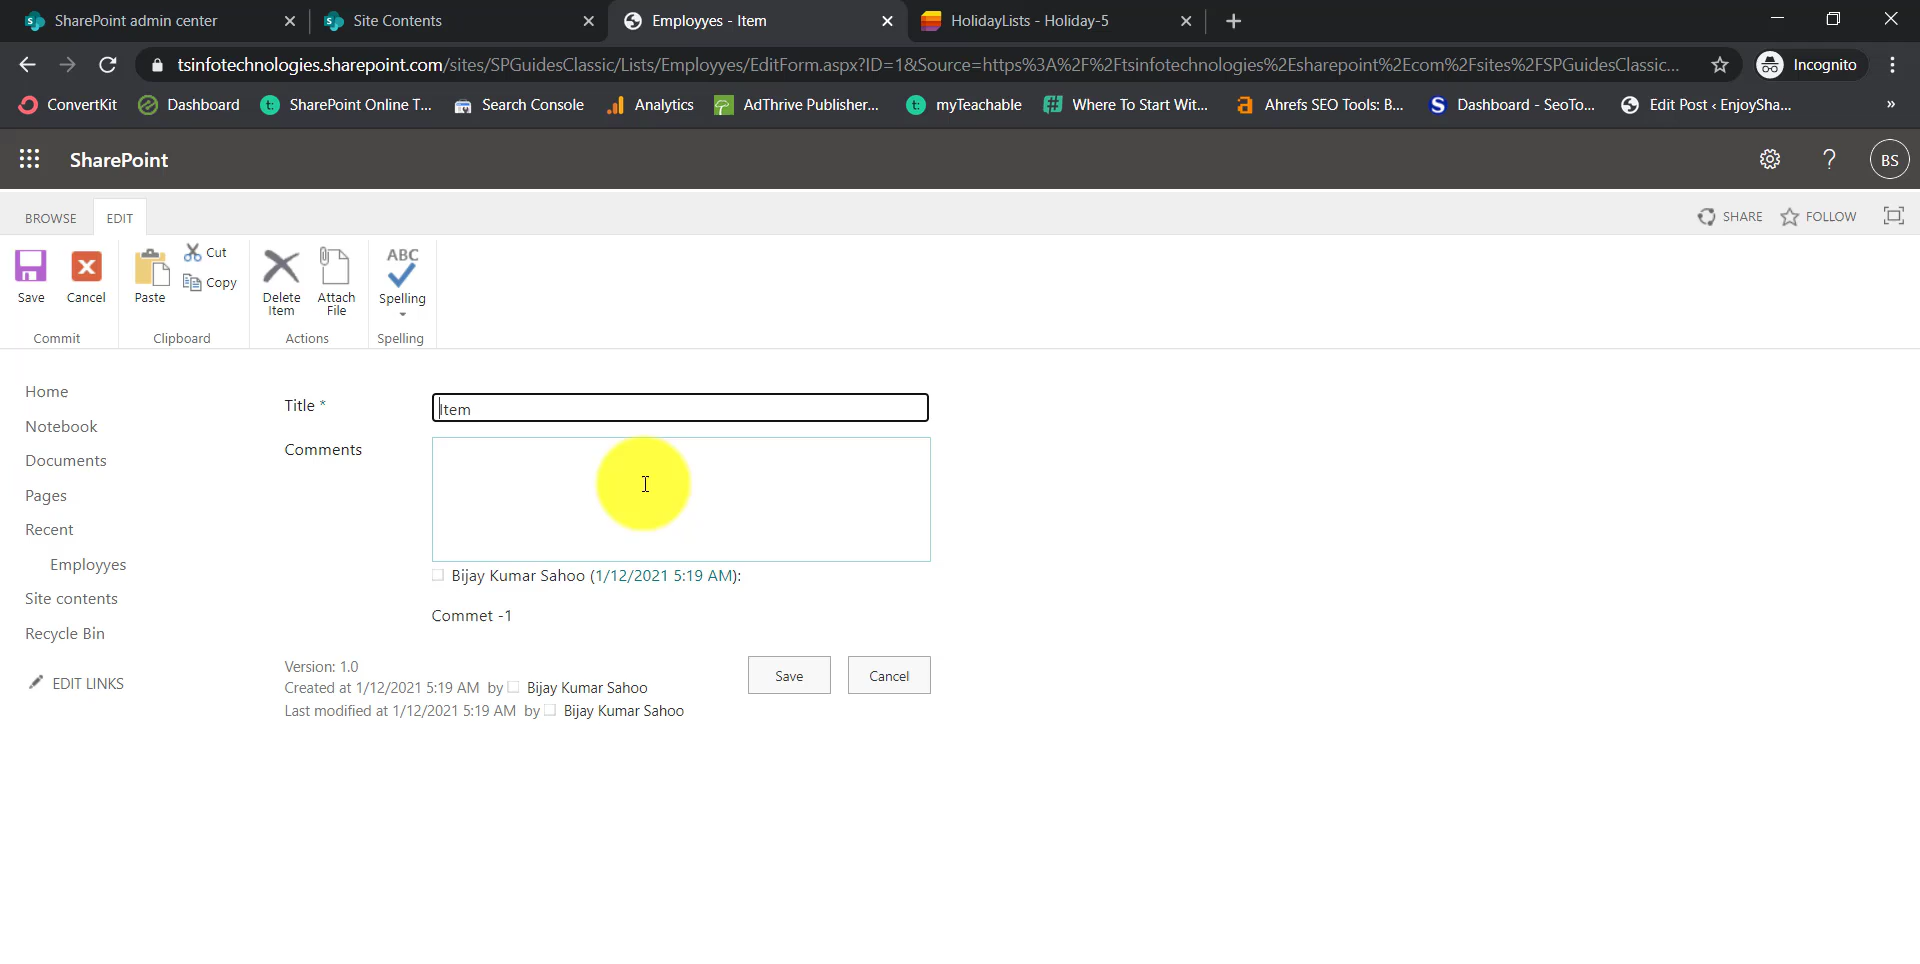 SharePoint admin center
Site Contents
Employyes - Item
HolidayLists - Holiday-5
tsinfotechnologies.sharepoint.com/sites/SPGuidesClassic/Lists/Employyes/EditForm.aspx?ID=1&Source=https%3A%2F%2Ftsinfotechnologies%2Esharepoint%2Ecom%2Fsites%2FSPGuidesClassic...
Incognito
ConvertKit
Dashboard
SharePoint Online T...
Search Console
Analytics
AdThrive Publisher...
myTeachable
Where To Start Wit...
Ahrefs SEO Tools: B...
Dashboard - SeoTo...
Edit Post ‹ EnjoySha...
»
SharePoint
?
BS
BROWSE
EDIT
SHARE
FOLLOW
Save
Cancel
Commit
Paste
Cut
Copy
Clipboard
Delete
Item
Attach
File
Actions
ABC
Spelling
Spelling
Home
Notebook
Documents
Pages
Recent
Employyes
Site contents
Recycle Bin
EDIT LINKS
Title *
Item
Comments
Bijay Kumar Sahoo (1/12/2021 5:19 AM):
Commet -1
Version: 1.0
Created at 1/12/2021 5:19 AM by Bijay Kumar Sahoo
Last modified at 1/12/2021 5:19 AM by Bijay Kumar Sahoo
Save
Cancel